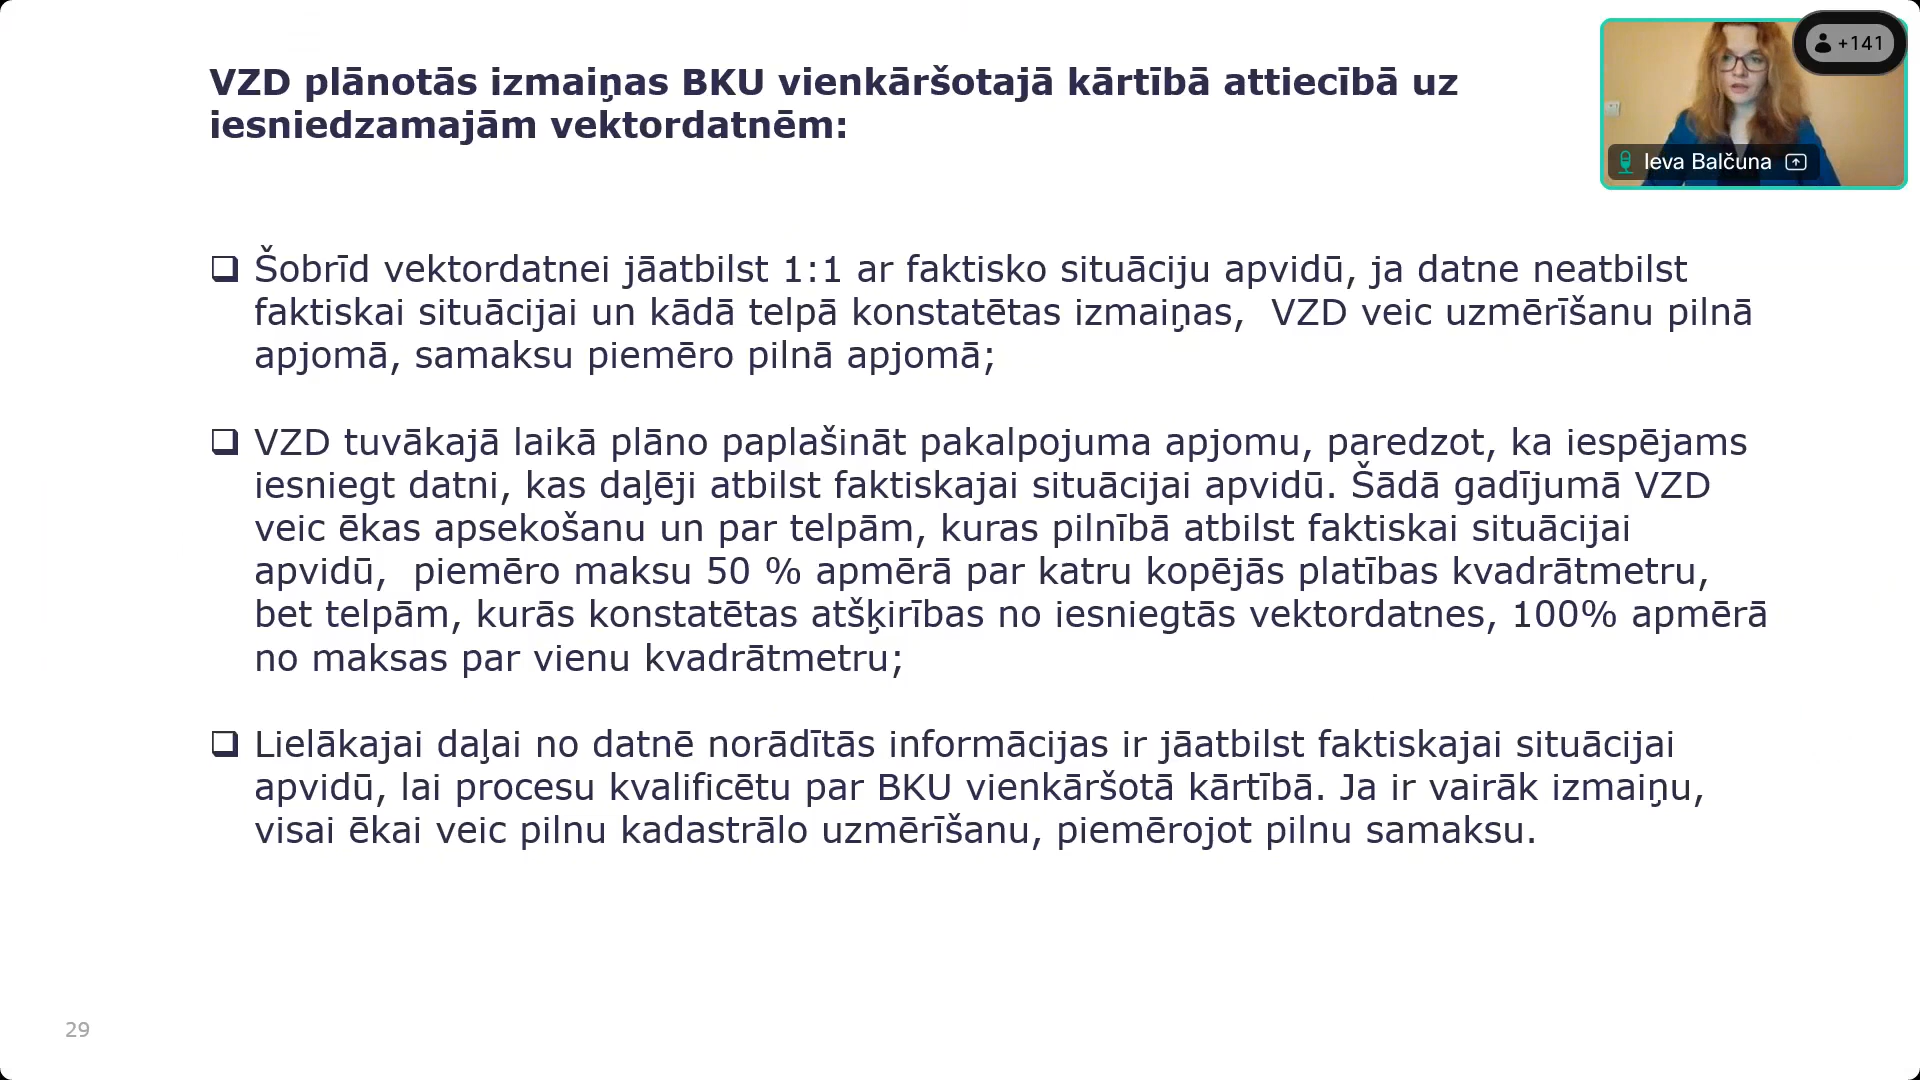 VZD plānotās izmaiņas BKU vienkāršotajā kārtībā attiecībā uz
iesniedzamajām vektordatnēm:
+141
Ieva Balčuna
Šobrīd vektordatnei jāatbilst 1:1 ar faktisko situāciju apvidū, ja datne neatbilst
faktiskai situācijai un kādā telpā konstatētas izmaiņas,  VZD veic uzmērīšanu pilnā
apjomā, samaksu piemēro pilnā apjomā;
VZD tuvākajā laikā plāno paplašināt pakalpojuma apjomu, paredzot, ka iespējams
iesniegt datni, kas daļēji atbilst faktiskajai situācijai apvidū. Šādā gadījumā VZD
veic ēkas apsekošanu un par telpām, kuras pilnībā atbilst faktiskai situācijai
apvidū,  piemēro maksu 50 % apmērā par katru kopējās platības kvadrātmetru,
bet telpām, kurās konstatētas atšķirības no iesniegtās vektordatnes, 100% apmērā
no maksas par vienu kvadrātmetru;
Lielākajai daļai no datnē norādītās informācijas ir jāatbilst faktiskajai situācijai
apvidū, lai procesu kvalificētu par BKU vienkāršotā kārtībā. Ja ir vairāk izmaiņu,
visai ēkai veic pilnu kadastrālo uzmērīšanu, piemērojot pilnu samaksu.
29